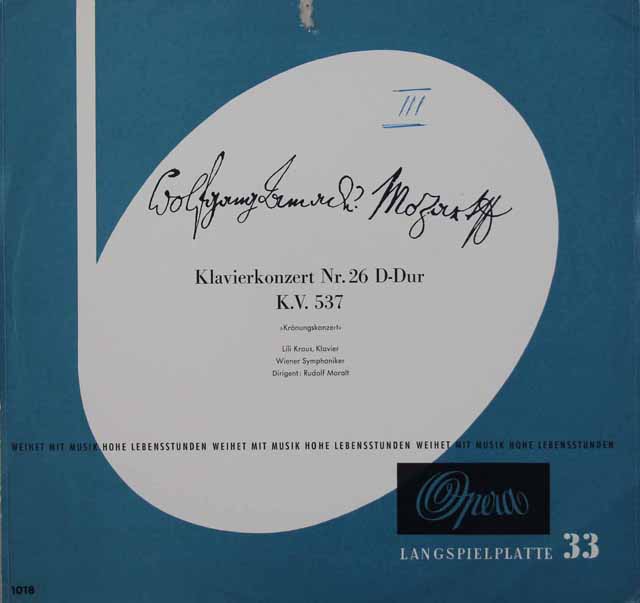 III
Wolfgang Amadè Mozart
Klavierkonzert Nr. 26 D-Dur
K.V. 537
»Krönungskonzert«
Lili Kraus, Klavier
Wiener Symphoniker
Dirigent: Rudolf Moralt
WEIHET MIT MUSIK HOHE LEBENSSTUNDEN WEIHET MIT MUSIK HOHE LEBENSSTUNDEN WEIHET MIT MUSIK HOHE LEBENSSTUNDEN
Opera
LANGSPIELPLATTE 33
1018